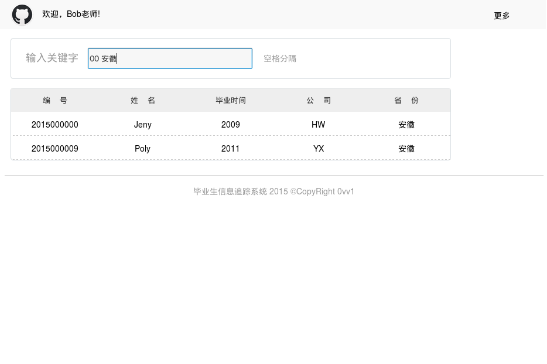 欢迎，Bob老师!
更多
输入关键字 00 安徽 空格分隔
编 号 姓 名 毕业时间 公 司 省 份
2015000000 Jeny 2009 HW 安徽
2015000009 Poly 2011 YX 安徽
毕业生信息追踪系统 2015 ©CopyRight 0vv1